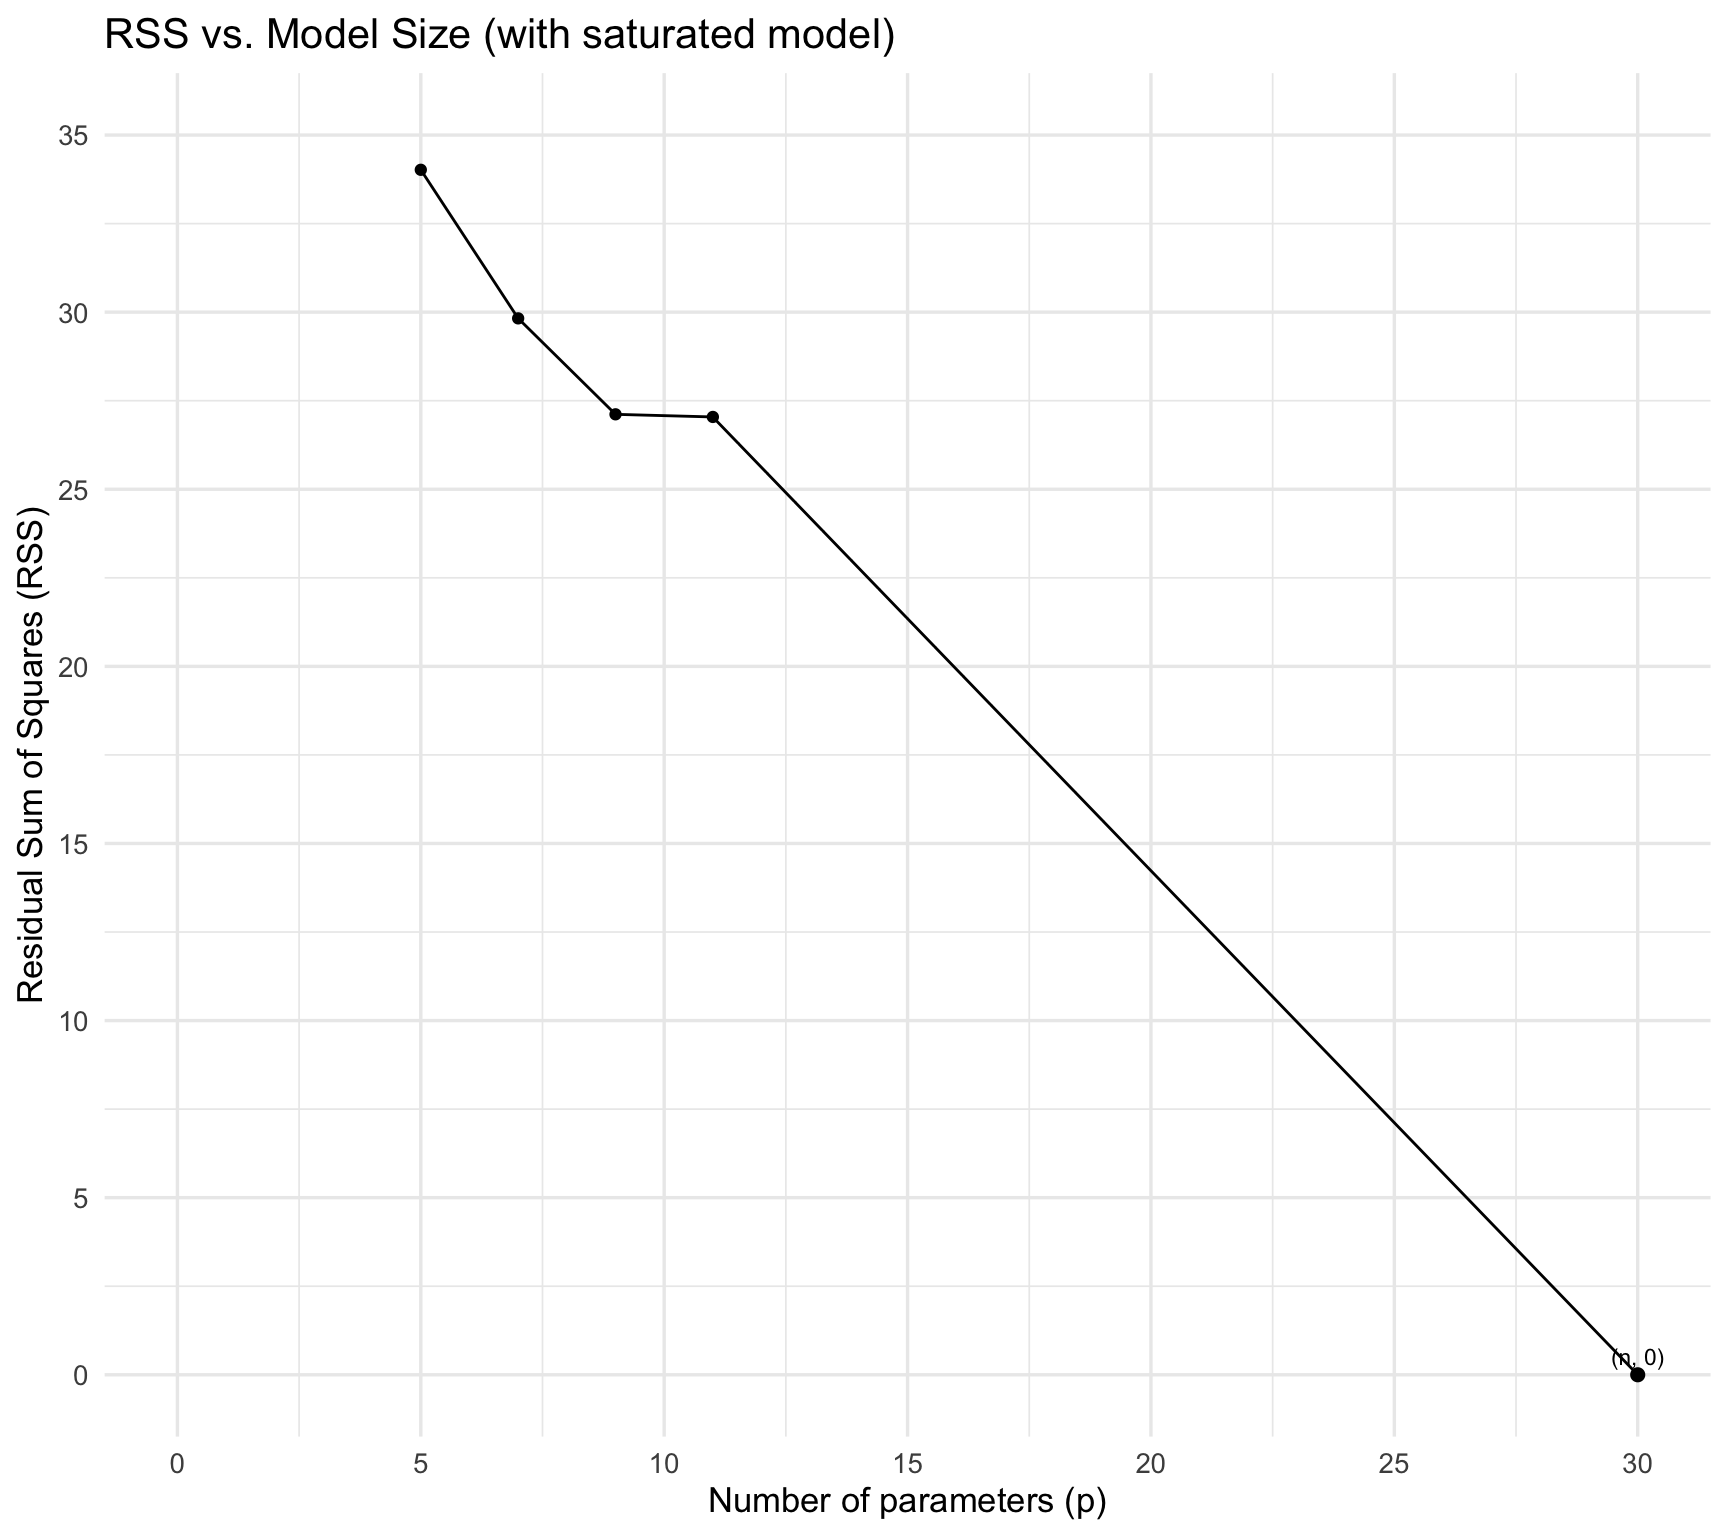 RSS vs. Model Size (with saturated model)
35
30
25
20
15
10
5
0
Residual Sum of Squares (RSS)
(n, 0)
0 5 10 15 20 25 30
Number of parameters (p)